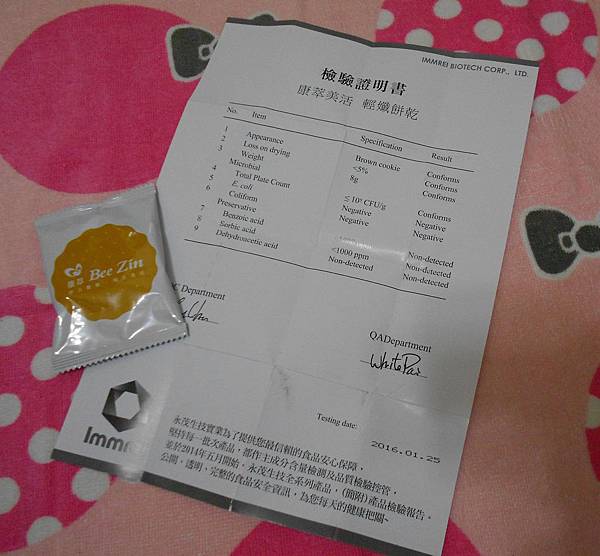 IMMREI BIOTECH CORP., LTD.
檢驗證明書
康萃美活 輕孅餅乾
No. Item Specification Result
1 Appearance Brown cookie Conforms
2 Loss on drying <5% Conforms
3 Weight 8g Conforms
Microbial
4 Total Plate Count CFU/g Conforms
5 E. coli Negative Negative
6 Coliform Negative Negative
Preservative
7 Benzoic acid Non-detected
8 Sorbic acid <1000 ppm Non-detected
9 Dehydroacetic acid Non-detected Non-detected
C Department
QADepartment
White Pai
Testing date:
2016.01.25
Bee Zin
Immre
永茂生技實業為了提供您最信賴的食品安心保障，
堅持每一批次產品，都作主成分含量檢測及品質檢驗控管，
並於2014年五月開始，永茂生技全系列產品，(簡附)產品檢驗報告。
公開、透明、完整的食品安全資訊，為您每天的健康把關~